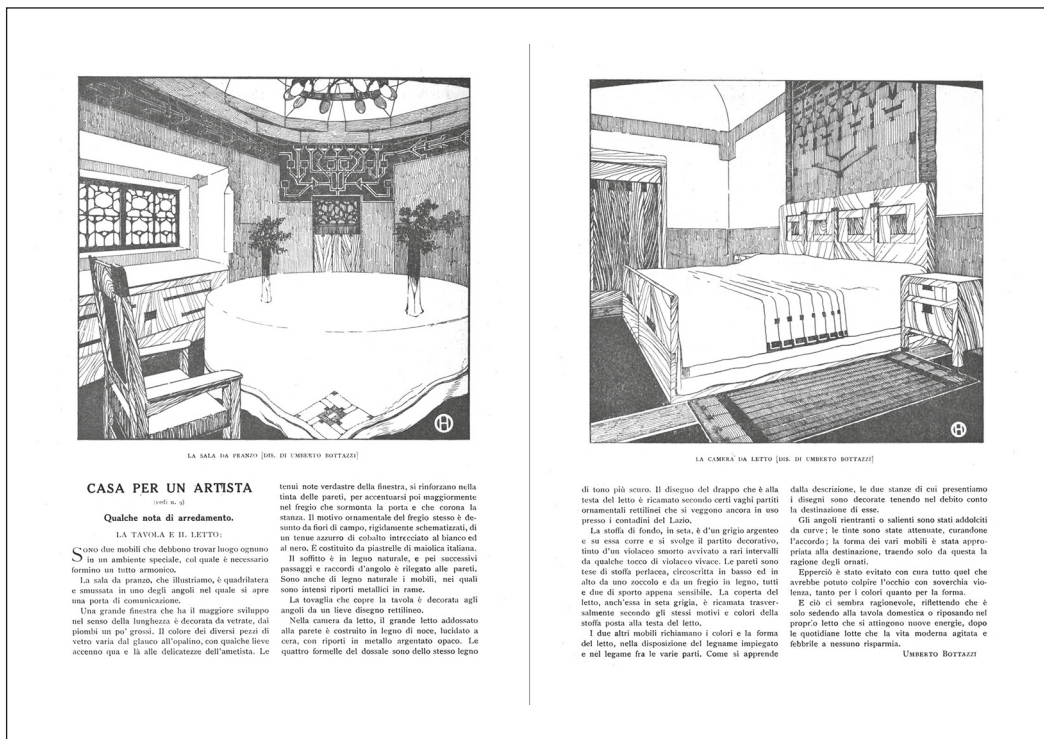 LA SALA DA PRANZO [DIS. DI UMBERTO BOTTAZZI]
CASA PER UN ARTISTA
(vedi n. 9)
Qualche nota di arredamento.
LA TAVOLA E IL LETTO:
SONO due mobili che debbono trovar luogo ognuno
in un ambiente speciale, col quale è necessario
formino un tutto armonico.
La sala da pranzo, che illustriamo, è quadrilatera
e smussata in uno degli angoli nel quale si apre
una porta di comunicazione.
Una grande finestra che ha il maggiore sviluppo
nel senso della lunghezza è decorata da vetrate, dai
piombi un po' grossi. Il colore dei diversi pezzi di
vetro varia dal glauco all'opalino, con qualche lieve
accenno qua e là alle delicatezze dell'ametista. Le
tenui note verdastre della finestra, si rinforzano nella
tinta delle pareti, per accentuarsi poi maggiormente
nel fregio che sormonta la porta e che corona la
stanza. Il motivo ornamentale del fregio stesso è de-
sunto da fiori di campo, rigidamente schematizzati, di
un tenue azzurro di cobalto intrecciato al bianco ed
al nero. È costituito da piastrelle di maiolica italiana.
Il soffitto è in legno naturale, e pei successivi
passaggi e raccordi d'angolo è rilegato alle pareti.
Sono anche di legno naturale i mobili, nei quali
sono intensi riporti metallici in rame.
La tovaglia che copre la tavola è decorata agli
angoli da un lieve disegno rettilineo.
Nella camera da letto, il grande letto addossato
alla parete è costruito in legno di noce, lucidato a
cera, con riporti in metallo argentato opaco. Le
quattro formelle del dossale sono dello stesso legno
LA CAMERA DA LETTO [DIS. DI UMBERTO BOTTAZZI]
di tono più scuro. Il disegno del drappo che è alla
testa del letto è ricamato secondo certi vaghi partiti
ornamentali rettilinei che si veggono ancora in uso
presso i contadini del Lazio.
La stoffa di fondo, in seta, è d'un grigio argenteo
e su essa corre e si svolge il partito decorativo,
tinto d'un violaceo smorto avvivato a rari intervalli
da qualche tocco di violaceo vivace. Le pareti sono
tese di stoffa perlacea, circoscritta in basso ed in
alto da uno zoccolo e da un fregio in legno, tutti
e due di sporto appena sensibile. La coperta del
letto, anch'essa in seta grigia, è ricamata trasver-
salmente secondo gli stessi motivi e colori della
stoffa posta alla testa del letto.
I due altri mobili richiamano i colori e la forma
del letto, nella disposizione del legname impiegato
e nel legame fra le varie parti. Come si apprende
dalla descrizione, le due stanze di cui presentiamo
i disegni sono decorate tenendo nel debito conto
la destinazione di esse.
Gli angoli rientranti o salienti sono stati addolciti
da curve; le tinte sono state attenuate, curandone
l'accordo; la forma dei vari mobili è stata appro-
priata alla destinazione, traendo solo da questa la
ragione degli ornati.
Epperciò è stato evitato con cura tutto quel che
avrebbe potuto colpire l'occhio con soverchia vio-
lenza, tanto per i colori quanto per la forma.
E ciò ci sembra ragionevole, riflettendo che è
solo sedendo alla tavola domestica o riposando nel
proprio letto che si attingono nuove energie, dopo
le quotidiane lotte che la vita moderna agitata e
febbrile a nessuno risparmia.
UMBERTO BOTTAZZI